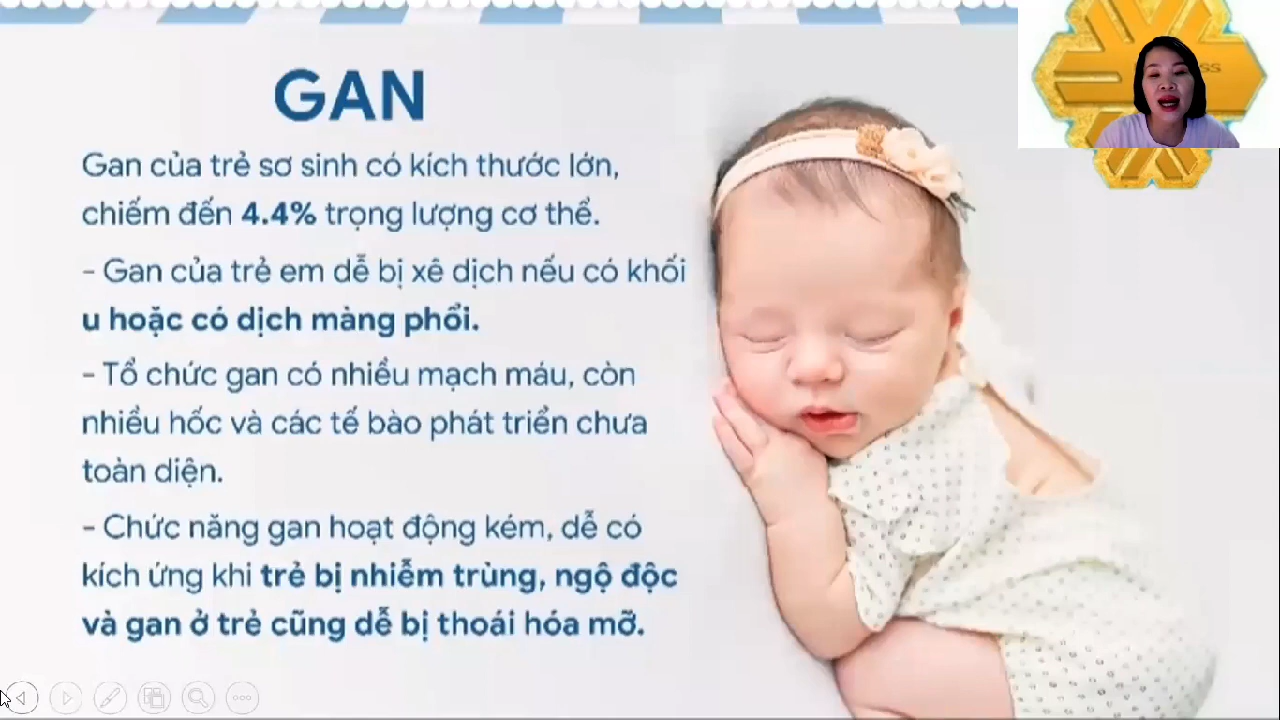 GAN
Gan của trẻ sơ sinh có kích thước lớn,
chiếm đến 4.4% trọng lượng cơ thể.
- Gan của trẻ em dễ bị xê dịch nếu có khối
u hoặc có dịch màng phổi.
- Tổ chức gan có nhiều mạch máu, còn
nhiều hốc và các tế bào phát triển chưa
toàn diện.
- Chức năng gan hoạt động kém, dễ có
kích ứng khi trẻ bị nhiễm trùng, ngộ độc
và gan ở trẻ cũng dễ bị thoái hóa mỡ.